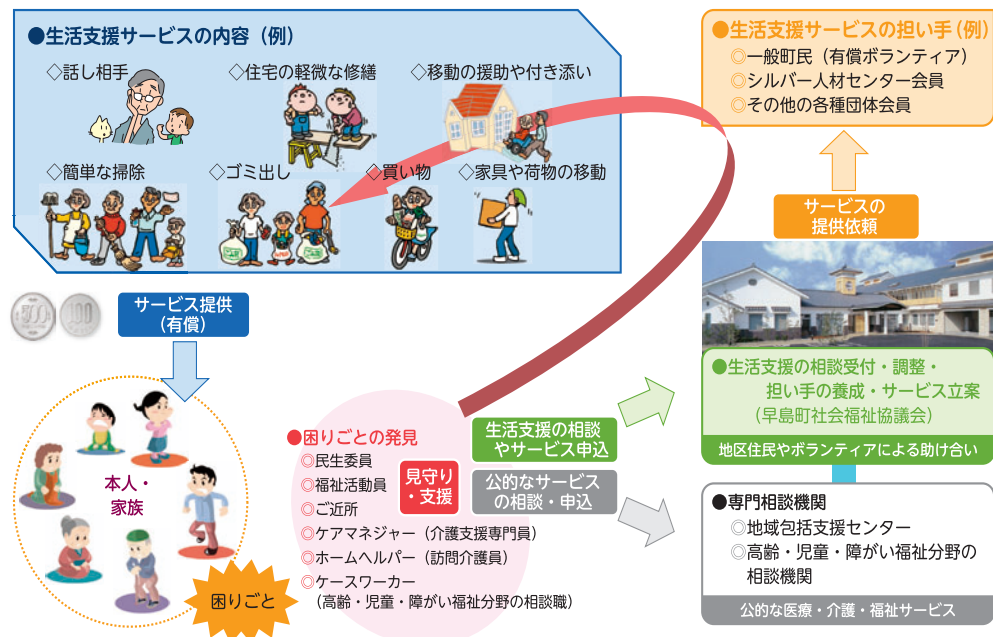 ●生活支援サービスの内容（例）
◇話し相手
◇住宅の軽微な修繕
◇移動の援助や付き添い
◇簡単な掃除
◇ゴミ出し
◇買い物
◇家具や荷物の移動
●生活支援サービスの担い手（例）
◎一般町民（有償ボランティア）
◎シルバー人材センター会員
◎その他の各種団体会員
サービスの
提供依頼
500
100
サービス提供
（有償）
●生活支援の相談受付・調整・
担い手の養成・サービス立案
（早島町社会福祉協議会）
地区住民やボランティアによる助け合い
本人・
家族
困りごと
●困りごとの発見
◎民生委員
◎福祉活動員
◎ご近所
◎ケアマネジャー（介護支援専門員）
◎ホームヘルパー（訪問介護員）
◎ケースワーカー
（高齢・児童・障がい福祉分野の相談職）
見守り
・支援
生活支援の相談
やサービス申込
公的なサービス
の相談・申込
●専門相談機関
◎地域包括支援センター
◎高齢・児童・障がい福祉分野の
相談機関
公的な医療・介護・福祉サービス